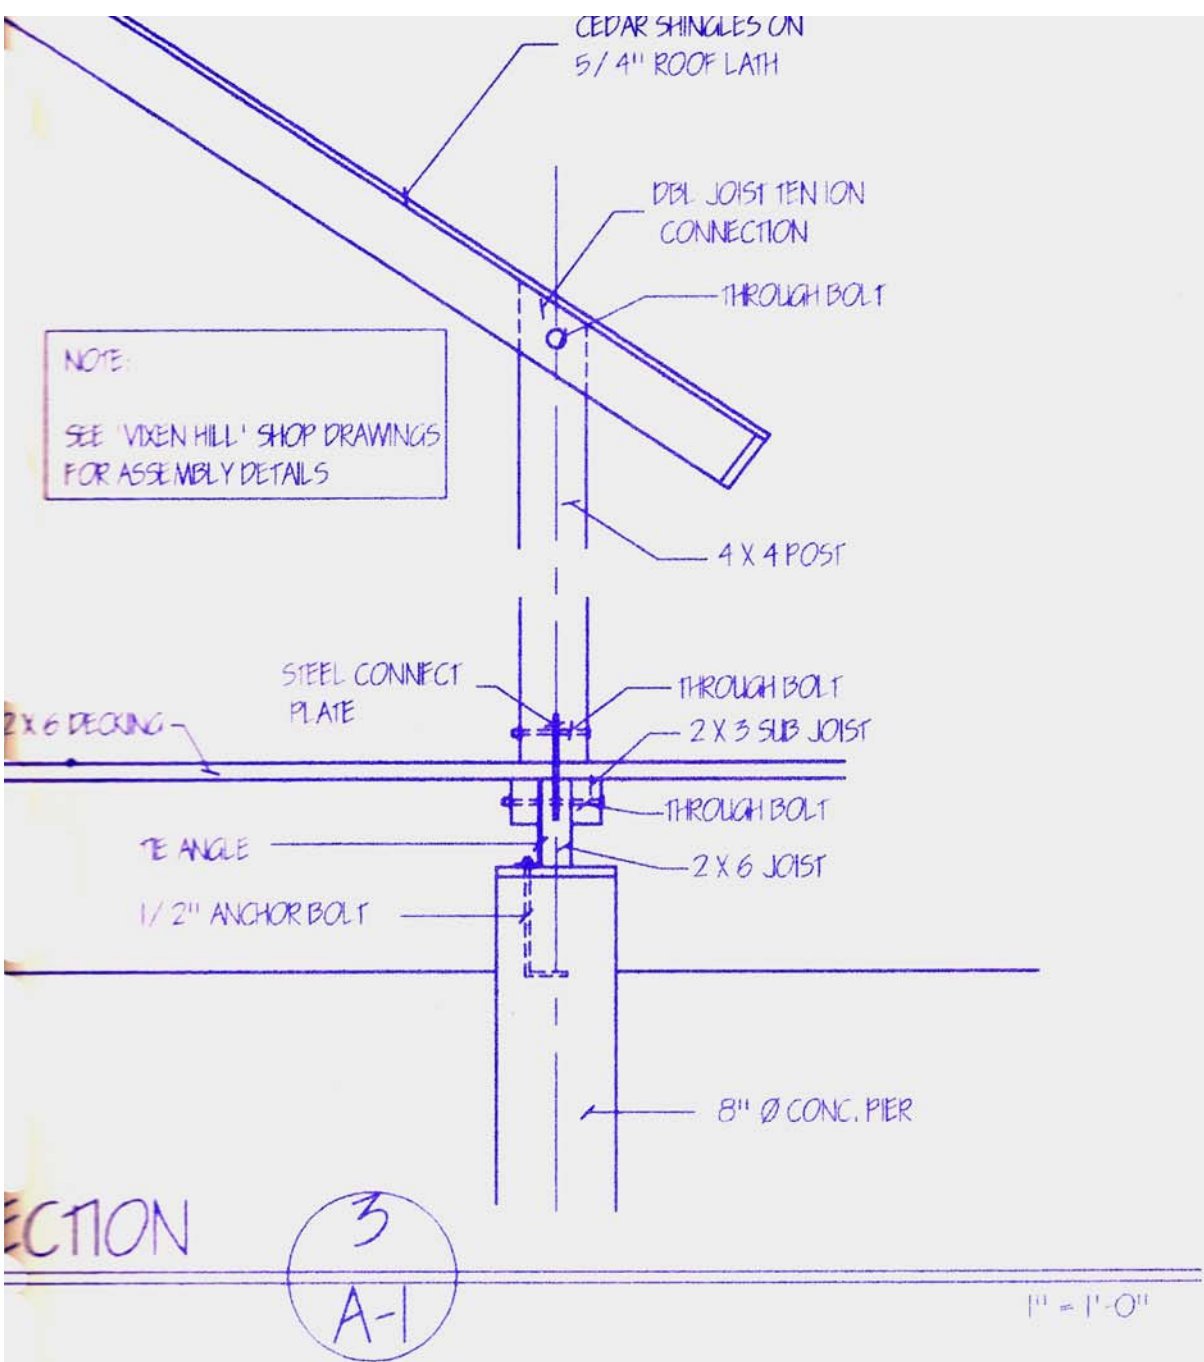 CEDAR SHINGLES ON
5/4" ROOF LATH
DBL JOIST TEN ION
CONNECTION
THROUGH BOLT
NOTE:
SEE 'VIXEN HILL' SHOP DRAWINGS
FOR ASSEMBLY DETAILS
4 X 4 POST
STEEL CONNECT
PLATE
THROUGH BOLT
2 X 6 DECKING
2 X 3 SUB JOIST
THROUGH BOLT
TIE ANGLE
2 X 6 JOIST
1/2" ANCHOR BOLT
8" Ø CONC. PIER
ECTION
3
A-1
1" = 1'-0"